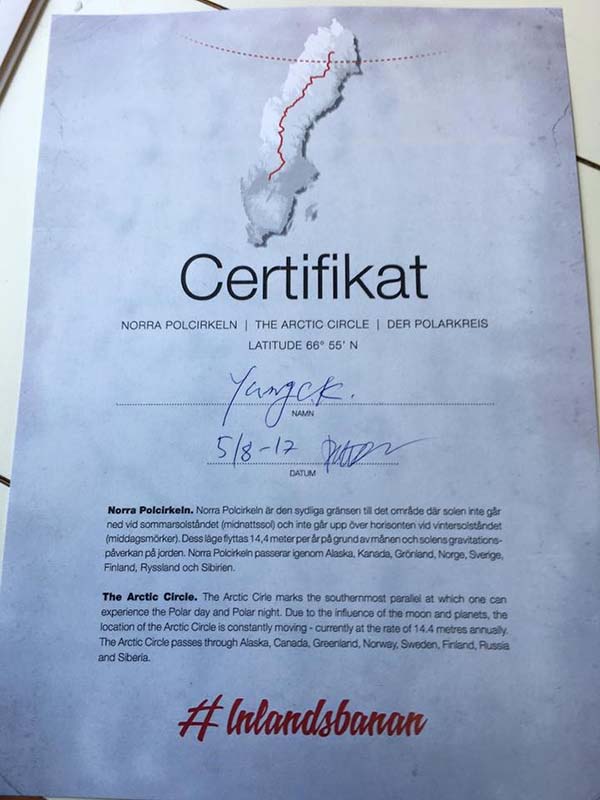 Certifikat
NORRA POLCIRKELN | THE ARCTIC CIRCLE | DER POLARKREIS
LATITUDE 66° 55' N
Yungck.
NAMN
5/8-17
DATUM
Norra Polcirkeln. Norra Polcirkeln är den sydliga gränsen till det område där solen inte går
ned vid sommarsolståndet (midnattssol) och inte går upp över horisonten vid vintersolståndet
(middagsmörker). Dess läge flyttas 14,4 meter per år på grund av månen och solens gravitations-
påverkan på jorden. Norra Polcirkeln passerar igenom Alaska, Kanada, Grönland, Norge, Sverige,
Finland, Ryssland och Sibirien.
The Arctic Circle. The Arctic Cirle marks the southernmost parallel at which one can
experience the Polar day and Polar night. Due to the influence of the moon and planets, the
location of the Arctic Circle is constantly moving - currently at the rate of 14.4 metres annually.
The Arctic Circle passes through Alaska, Canada, Greenland, Norway, Sweden, Finland, Russia
and Siberia.
# Inlandsbanan